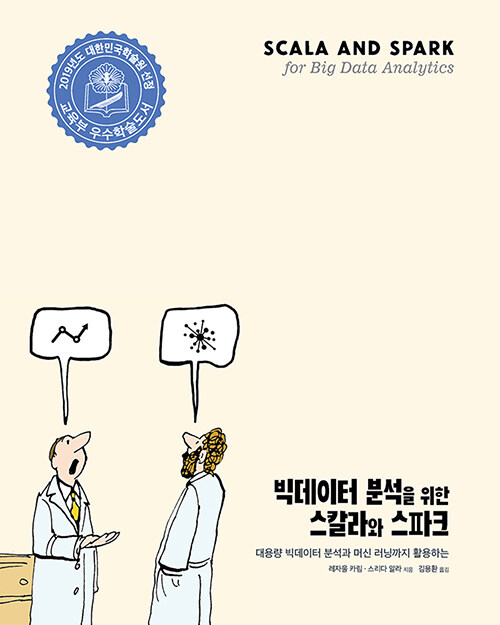 2019년도 대한민국학술원 선정
교육부 우수학술도서
SCALA AND SPARK
for Big Data Analytics
빅데이터 분석을 위한
스칼라와 스파크
대용량 빅데이터 분석과 머신 러닝까지 활용하는
레자울 카림 · 스리다 알라 지음 김용환 옮김